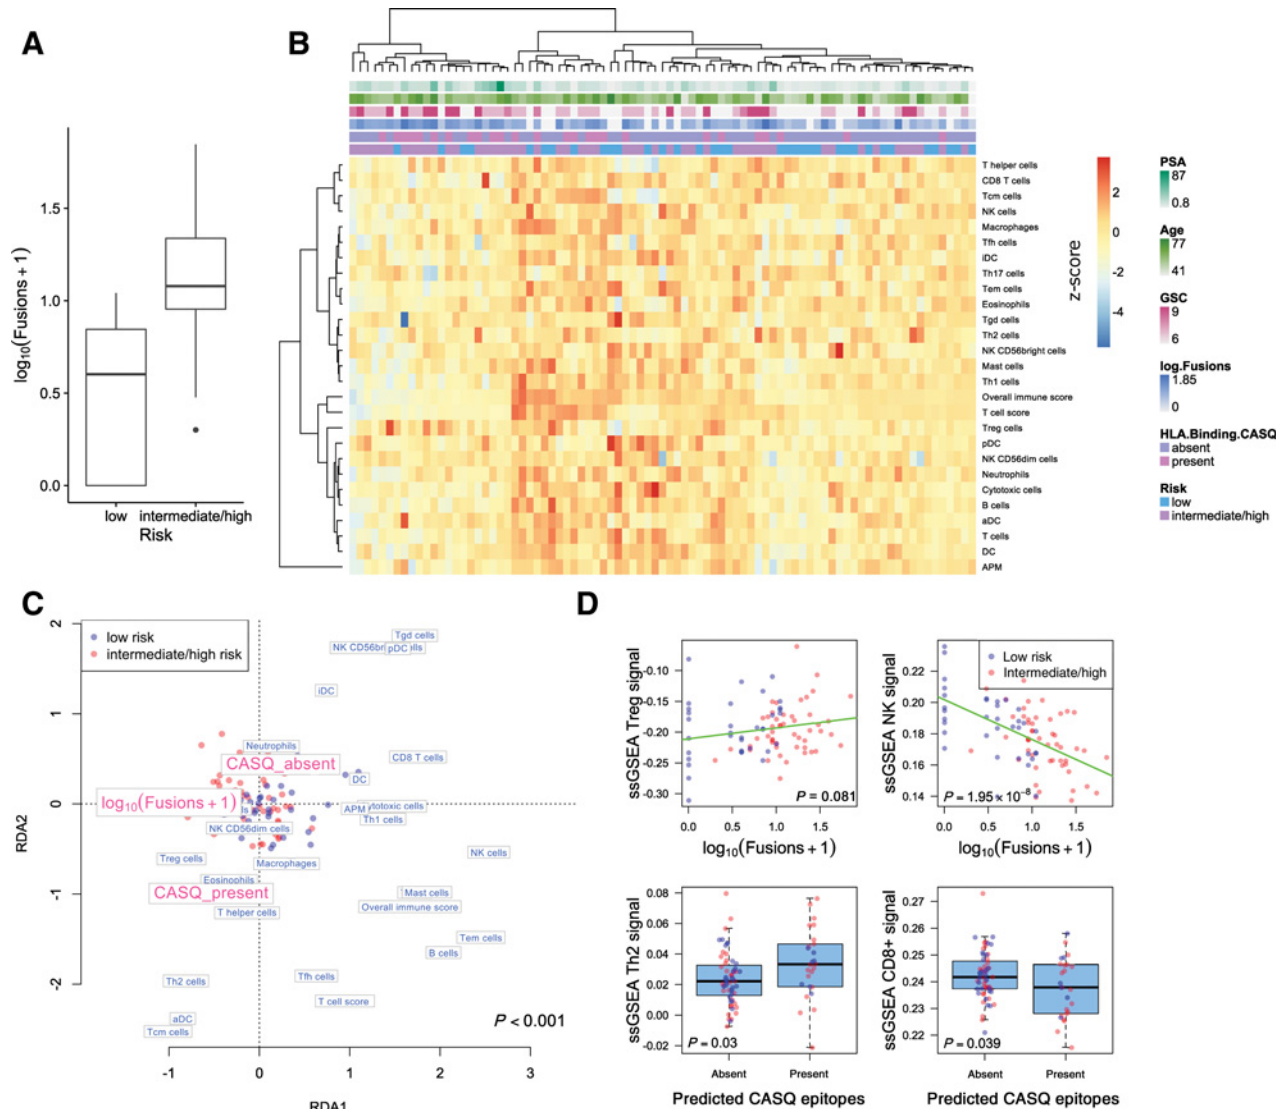 A
log10(Fusions + 1)
1.5
1.0
0.5
0.0
low
intermediate/high
Risk
B
T helper cells
CD8 T cells
Tcm cells
NK cells
Macrophages
Tfh cells
iDC
Th17 cells
Tem cells
Eosinophils
Tgd cells
Th2 cells
NK CD56bright cells
Mast cells
Th1 cells
Overall immune score
T cell score
Treg cells
pDC
NK CD56dim cells
Neutrophils
Cytotoxic cells
B cells
aDC
T cells
DC
APM
2
0
-2
-4
z-score
PSA
87
0.8
Age
77
41
GSC
9
6
log.Fusions
1.85
0
HLA.Binding.CASQ
absent
present
Risk
low
intermediate/high
C
low risk
intermediate/high risk
2
1
0
-1
-2
RDA2
Tgd cells
pDC
iDC
Neutrophils
CASQ_absent
CD8 T cells
DC
log10(Fusions + 1)
APM
Th1 cells
NK CD56dim cells
NK cells
Treg cells
Macrophages
Eosinophils
CASQ_present
Mast cells
Overall immune score
T helper cells
Tem cells
B cells
Th2 cells
Tfh cells
T cell score
aDC
Tcm cells
P < 0.001
-1
0
1
2
3
RDA1
D
ssGSEA Treg signal
-0.10
-0.15
-0.20
-0.25
-0.30
P = 0.081
0.0
0.5
1.0
1.5
log10(Fusions + 1)
ssGSEA NK signal
0.22
0.20
0.18
0.16
0.14
Low risk
Intermediate/high
P = 1.95 × 10⁻⁸
0.0
0.5
1.0
1.5
log10(Fusions + 1)
ssGSEA Th2 signal
0.08
0.06
0.04
0.02
0.00
-0.02
P = 0.03
Absent
Present
Predicted CASQ epitopes
ssGSEA CD8+ signal
0.27
0.26
0.25
0.24
0.23
0.22
P = 0.039
Absent
Present
Predicted CASQ epitopes